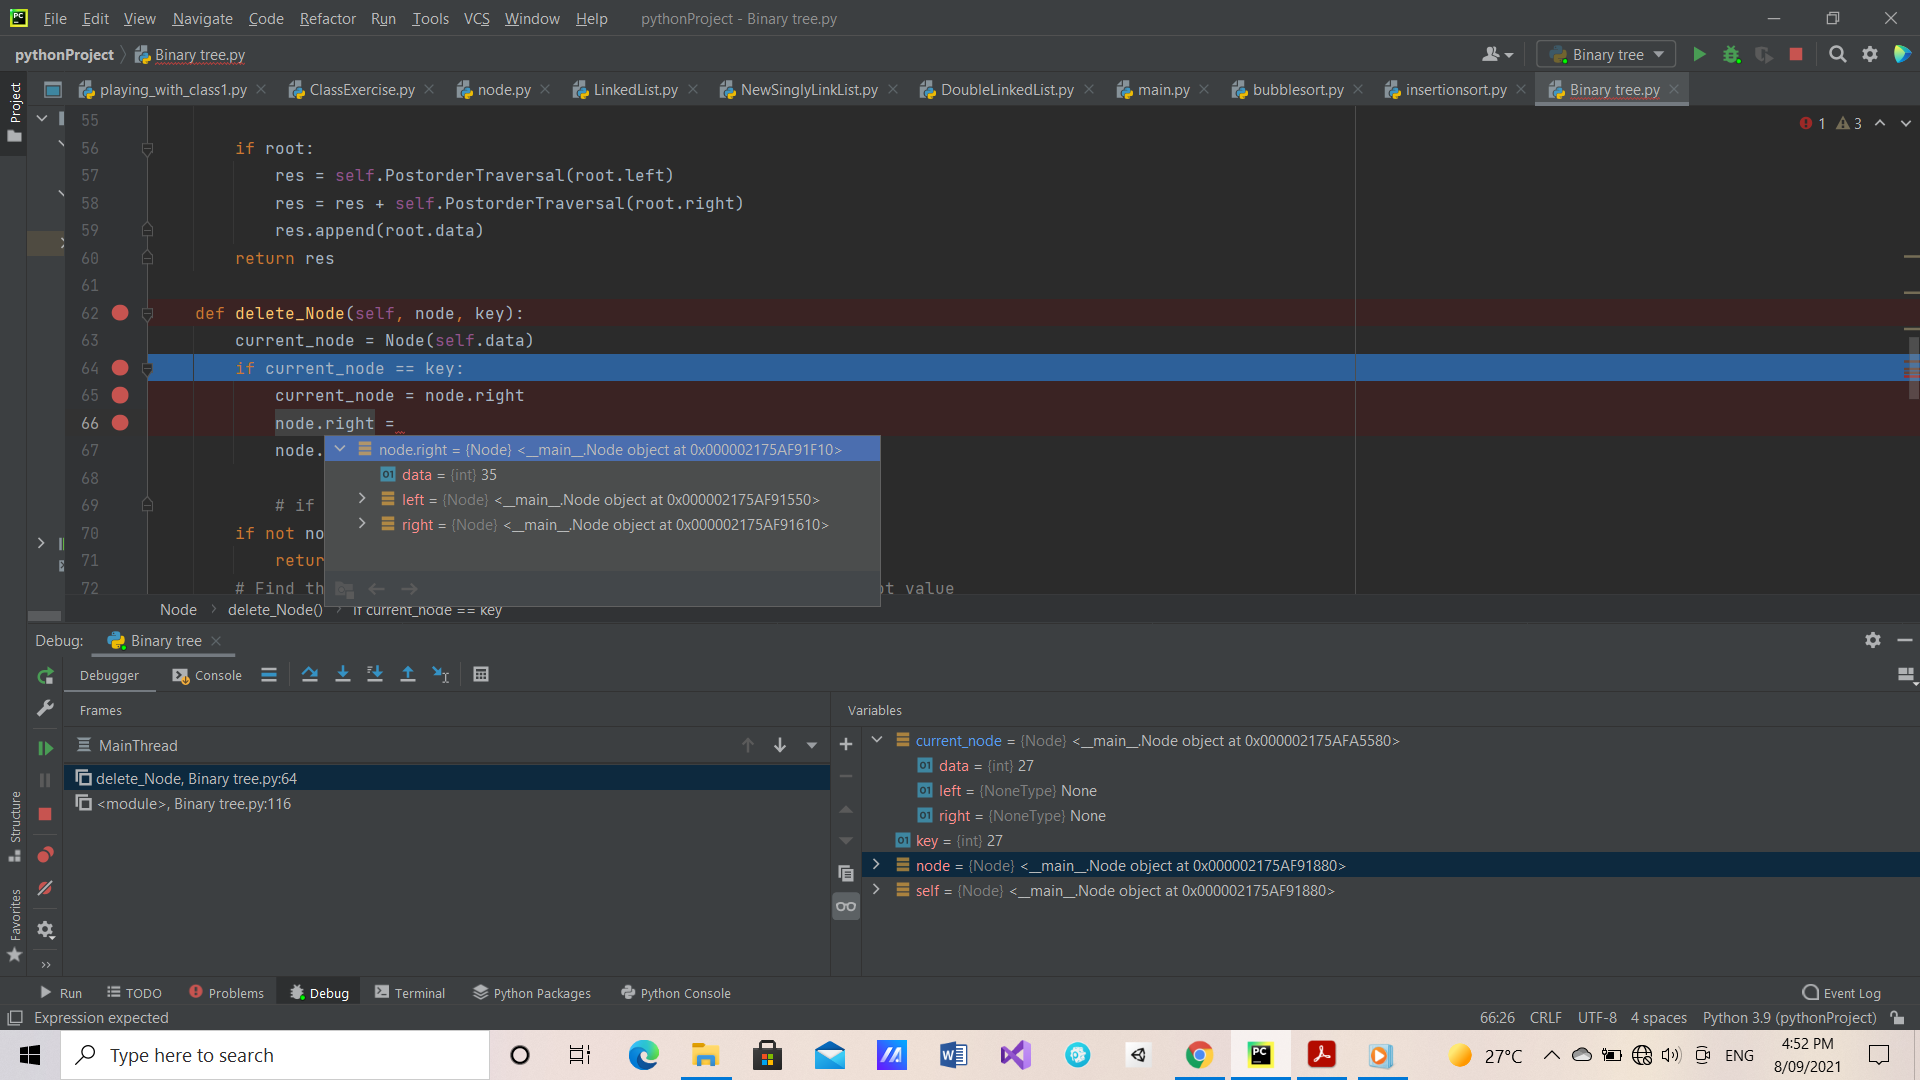 File Edit View Navigate Code Refactor Run Tools VCS Window Help pythonProject - Binary tree.py
pythonProject Binary tree.py Binary tree
playing_with_class1.py ClassExercise.py node.py LinkedList.py NewSinglyLinkList.py DoubleLinkedList.py main.py bubblesort.py insertionsort.py Binary tree.py
Project
1 3
55
56 if root:
57 res = self.PostorderTraversal(root.left)
58 res = res + self.PostorderTraversal(root.right)
59 res.append(root.data)
60 return res
61
62 def delete_Node(self, node, key):
63 current_node = Node(self.data)
64 if current_node == key:
65 current_node = node.right
66 node.right =
67 node.
68
69 # if
70 if not no
71 retur
72 # Find th ot value
node.right = {Node} <__main__.Node object at 0x000002175AF91F10>
data = {int} 35
left = {Node} <__main__.Node object at 0x000002175AF91550>
right = {Node} <__main__.Node object at 0x000002175AF91610>
Node delete_Node() if current_node == key
Debug: Binary tree
Debugger Console
Frames
MainThread
delete_Node, Binary tree.py:64
<module>, Binary tree.py:116
Variables
current_node = {Node} <__main__.Node object at 0x000002175AFA5580>
data = {int} 27
left = {NoneType} None
right = {NoneType} None
key = {int} 27
node = {Node} <__main__.Node object at 0x000002175AF91880>
self = {Node} <__main__.Node object at 0x000002175AF91880>
Structure
Favorites
Run TODO Problems Debug Terminal Python Packages Python Console Event Log
Expression expected 66:26 CRLF UTF-8 4 spaces Python 3.9 (pythonProject)
Type here to search 27°C ENG 4:52 PM
8/09/2021